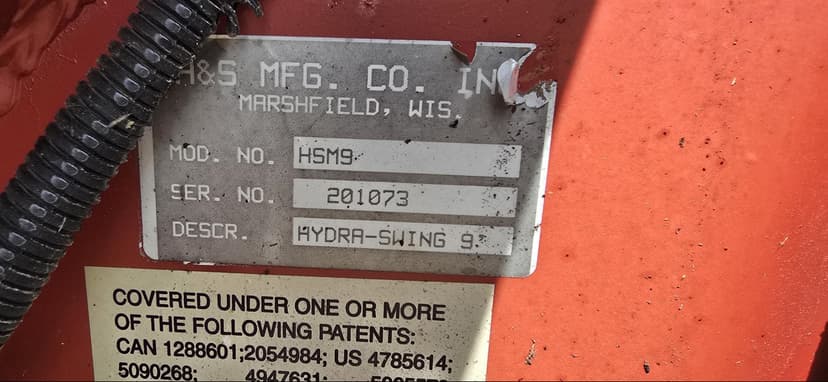 H&S MFG. CO. IN
MARSHFIELD, WIS.
MOD. NO. HSM9
SER. NO. 201073
DESCR. HYDRA-SWING 9
COVERED UNDER ONE OR MORE
OF THE FOLLOWING PATENTS:
CAN 1288601;2054984; US 4785614;
5090268; 4947631;